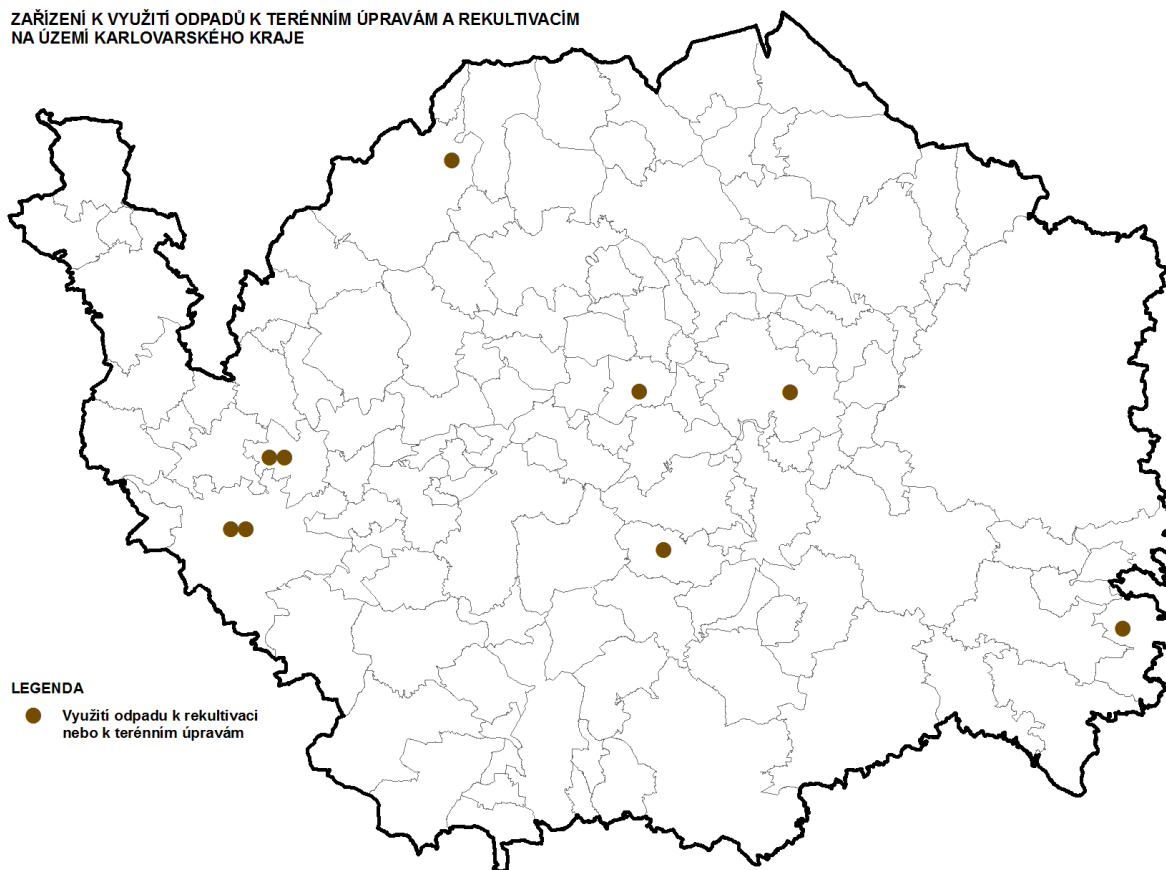 ZAŘÍZENÍ K VYUŽITÍ ODPADŮ K TERÉNNÍM ÚPRAVÁM A REKULTIVACÍM
NA ÚZEMÍ KARLOVARSKÉHO KRAJE
LEGENDA
Využití odpadu k rekultivaci
nebo k terénním úpravám